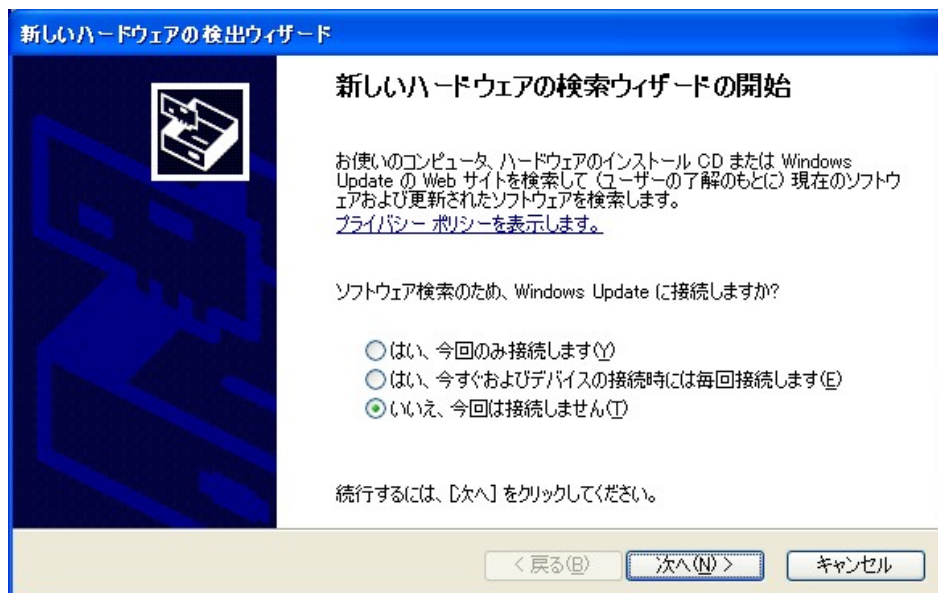 新しいハードウェアの検出ウィザード
新しいハードウェアの検索ウィザードの開始
お使いのコンピュータ、ハードウェアのインストール CD または Windows
Update の Web サイトを検索して (ユーザーの了解のもとに) 現在のソフトウ
ェアおよび更新されたソフトウェアを検索します。
プライバシー ポリシーを表示します。
ソフトウェア検索のため、Windows Update に接続しますか?
はい、今回のみ接続します(Y)
はい、今すぐおよびデバイスの接続時には毎回接続します(E)
いいえ、今回は接続しません(T)
続行するには、[次へ] をクリックしてください。
< 戻る(B)
次へ(N) >
キャンセル